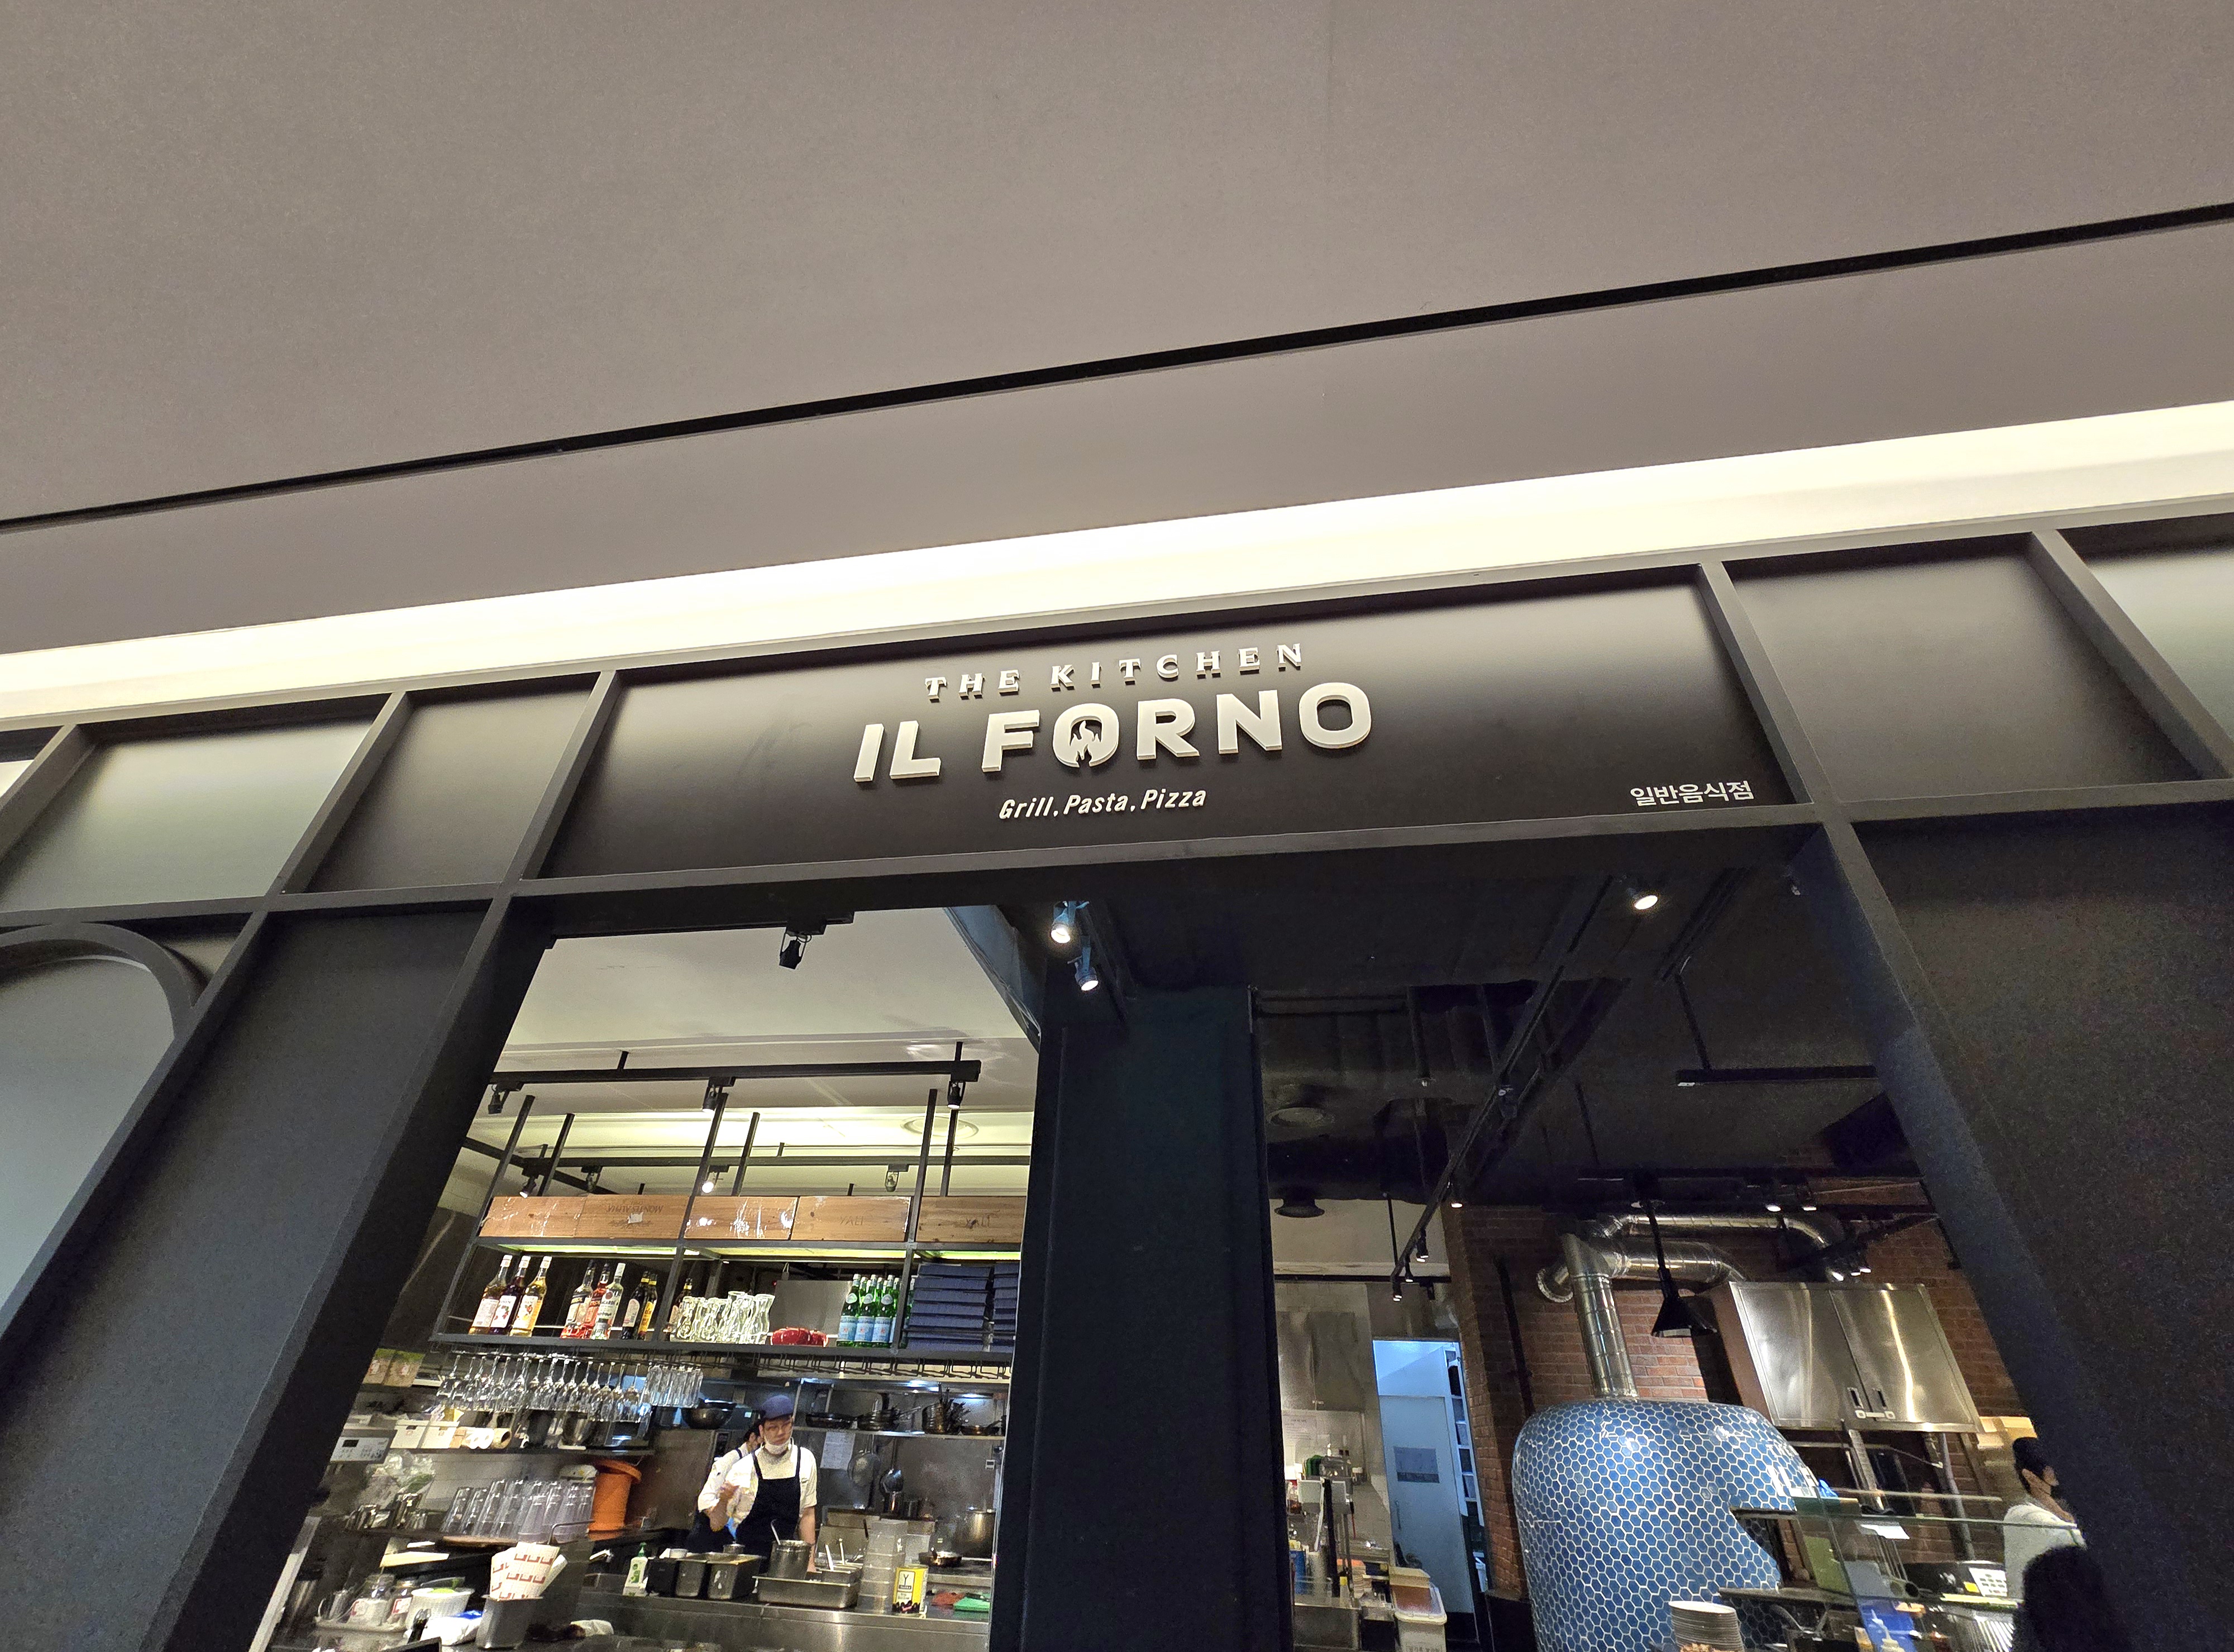 THE KITCHEN
IL FORNO
Grill, Pasta, Pizza
일반음식점